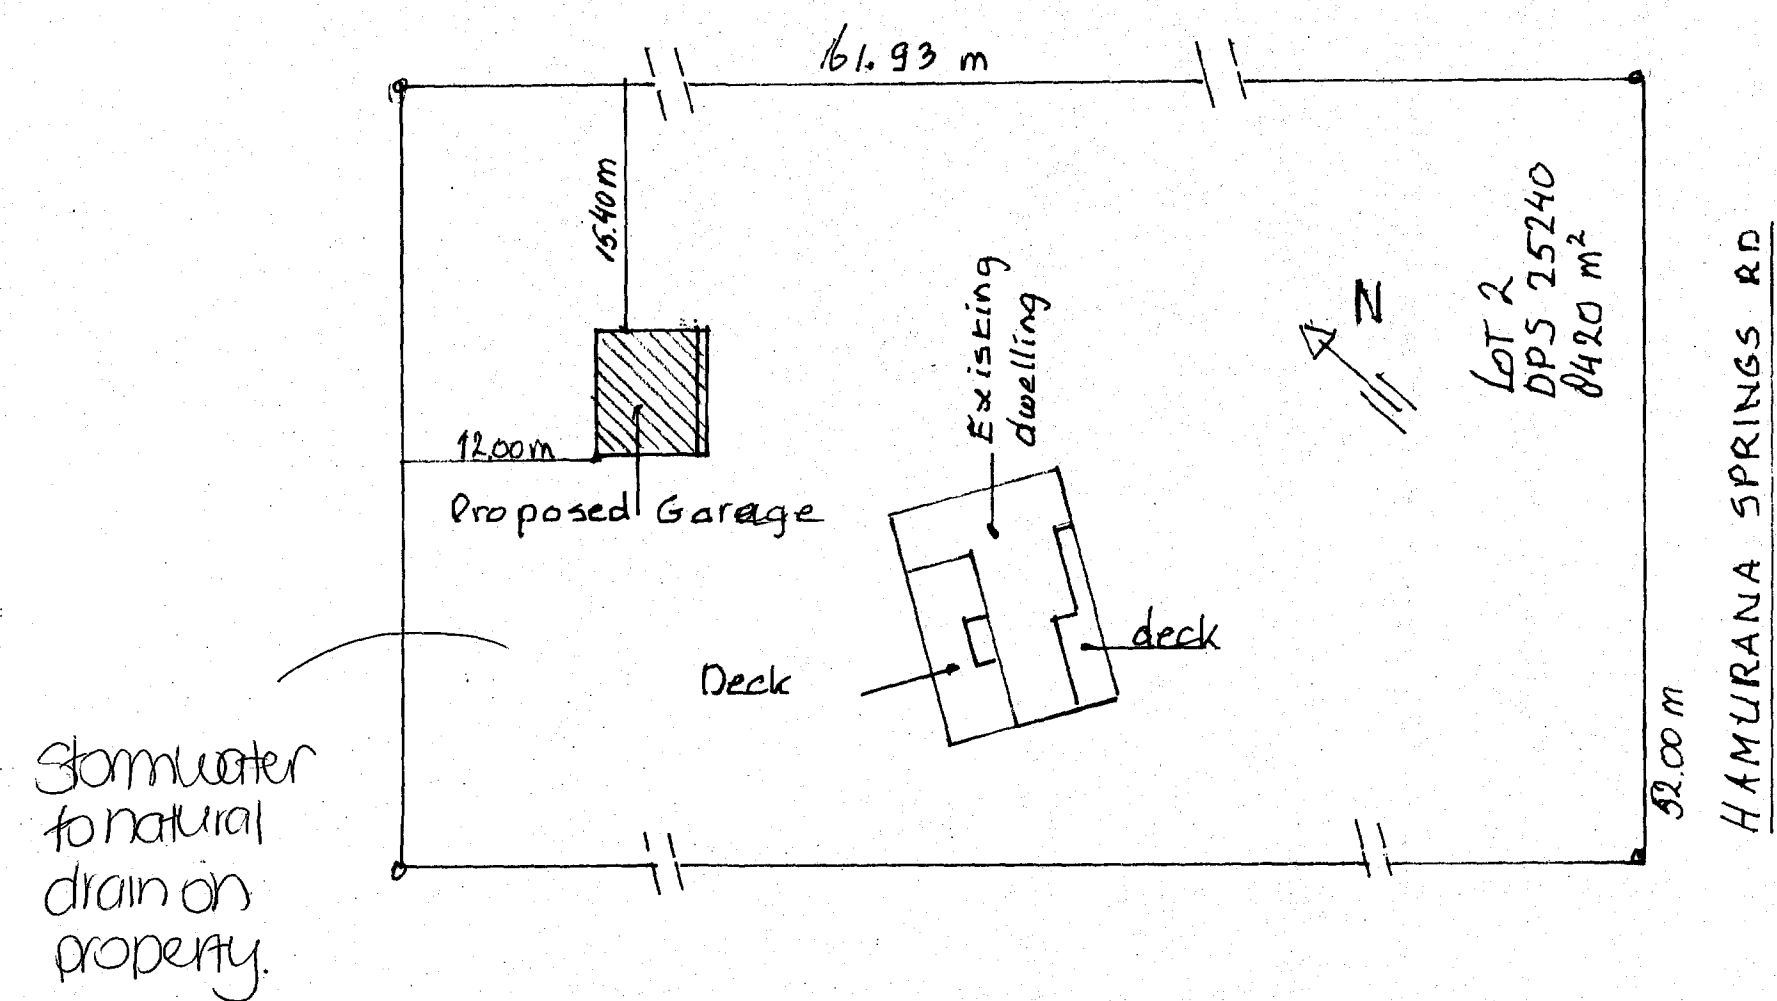 161.93 m
15.40m
12.00m
Proposed Garage
Existing
dwelling
N
LOT 2
DPS 25240
8420 m²
HAMURANA SPRINGS RD
52.00 m
Deck
deck
Stormwater
to natural
drain on
property.